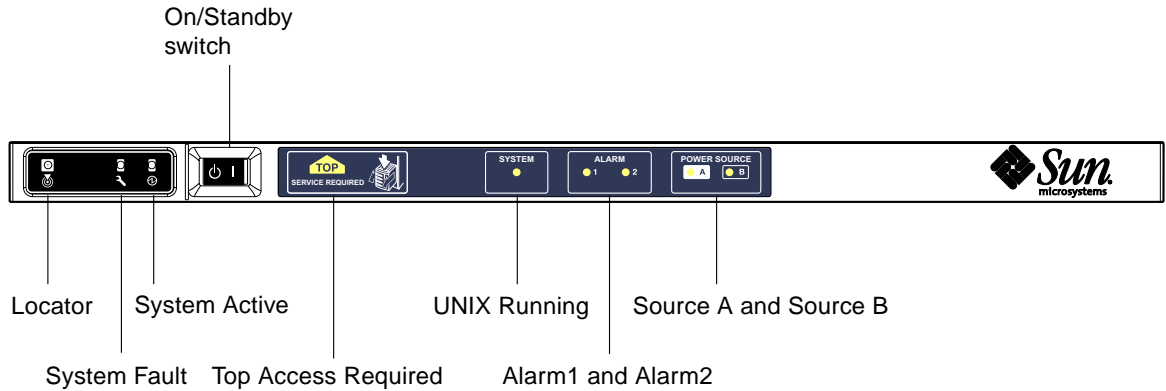 On/Standby
switch
TOP
SERVICE REQUIRED
SYSTEM
ALARM
1 2
POWER SOURCE
A B
Sun.
microsystems
Locator
System Active
UNIX Running
Source A and Source B
System Fault
Top Access Required
Alarm1 and Alarm2